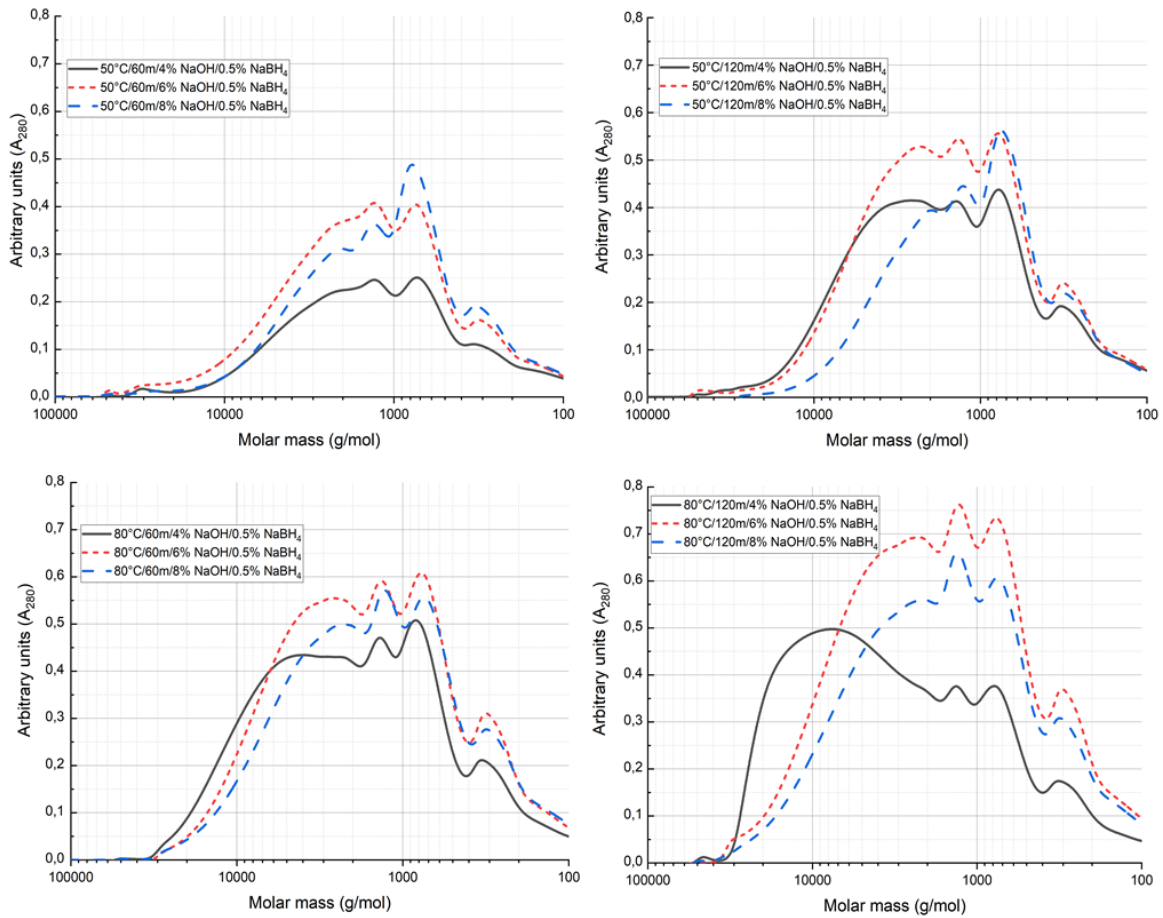 0,8
0,7
0,6
0,5
0,4
0,3
0,2
0,1
0,0
Arbitrary units (A280)
50°C/60m/4% NaOH/0.5% NaBH4
50°C/60m/6% NaOH/0.5% NaBH4
50°C/60m/8% NaOH/0.5% NaBH4
100000 10000 1000 100
Molar mass (g/mol)
0,8
0,7
0,6
0,5
0,4
0,3
0,2
0,1
0,0
Arbitrary units (A280)
50°C/120m/4% NaOH/0.5% NaBH4
50°C/120m/6% NaOH/0.5% NaBH4
50°C/120m/8% NaOH/0.5% NaBH4
100000 10000 1000 100
Molar mass (g/mol)
0,8
0,7
0,6
0,5
0,4
0,3
0,2
0,1
0,0
Arbitrary units (A280)
80°C/60m/4% NaOH/0.5% NaBH4
80°C/60m/6% NaOH/0.5% NaBH4
80°C/60m/8% NaOH/0.5% NaBH4
100000 10000 1000 100
Molar mass (g/mol)
0,8
0,7
0,6
0,5
0,4
0,3
0,2
0,1
0,0
Arbitrary units (A280)
80°C/120m/4% NaOH/0.5% NaBH4
80°C/120m/6% NaOH/0.5% NaBH4
80°C/120m/8% NaOH/0.5% NaBH4
100000 10000 1000 100
Molar mass (g/mol)